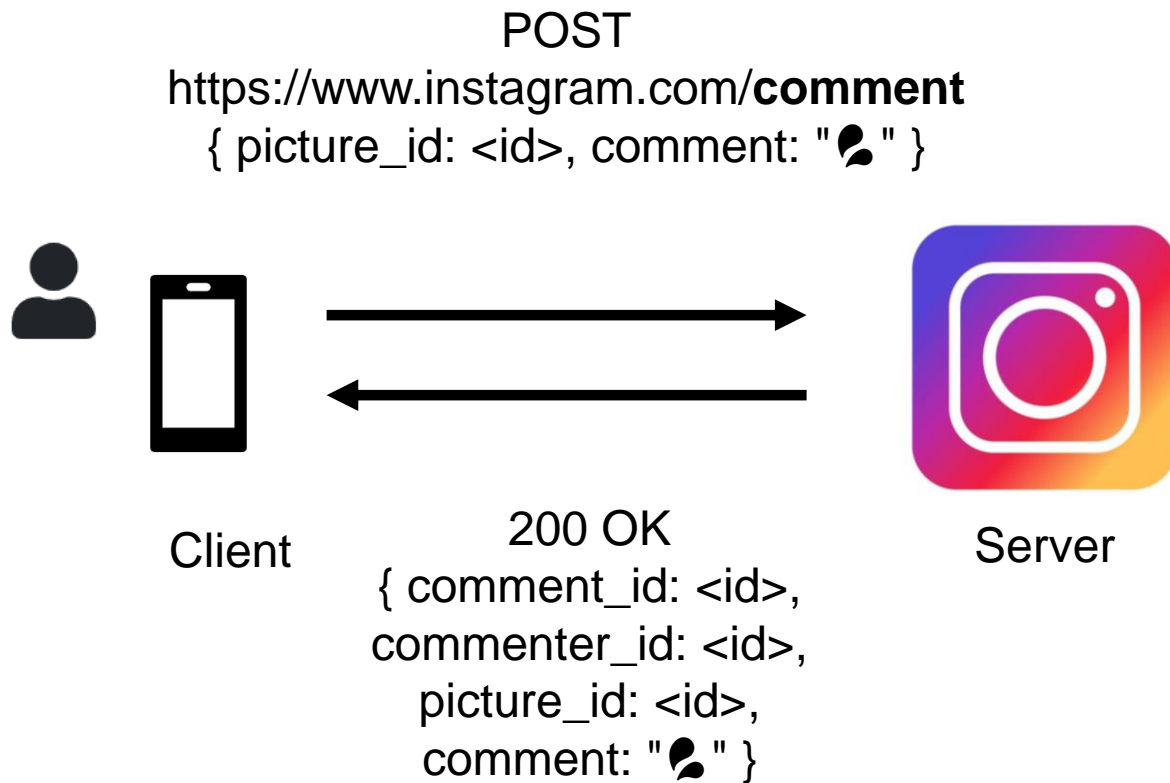 POST
https://www.instagram.com/comment
{ picture_id: <id>, comment: "💦" }
Client
200 OK
{ comment_id: <id>,
commenter_id: <id>,
picture_id: <id>,
comment: "💦" }
Server